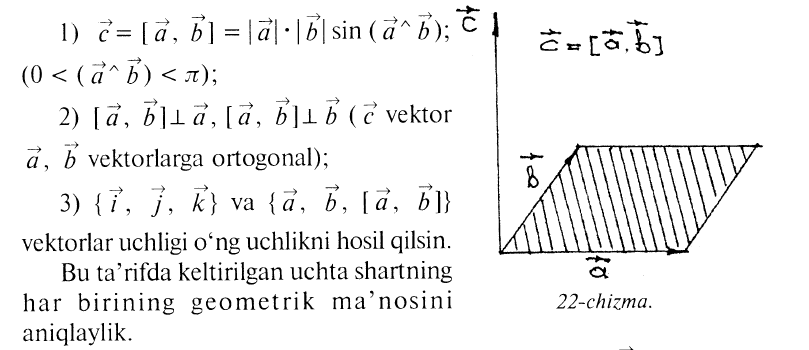 1) c⃗ = [a⃗, b⃗] = |a⃗|·|b⃗| sin (a⃗^b⃗);
(0 < (a⃗^b⃗) < π);
2) [a⃗, b⃗]⊥a⃗, [a⃗, b⃗]⊥b⃗ (c⃗ vektor
a⃗, b⃗ vektorlarga ortogonal);
3) {i⃗, j⃗, k⃗} va {a⃗, b⃗, [a⃗, b⃗]}
vektorlar uchligi o‘ng uchlikni hosil qilsin.
Bu ta’rifda keltirilgan uchta shartning
har birining geometrik ma’nosini
aniqlaylik.
c⃗
c⃗ = [a⃗, b⃗]
b⃗
a⃗
22-chizma.